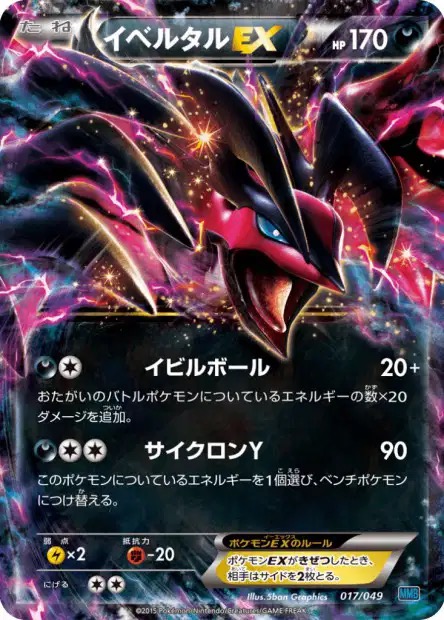 たね イベルタルEX HP170
イビルボール 20+
おたがいのバトルポケモンについているエネルギーの数×20
ダメージを追加。
サイクロンY 90
このポケモンについているエネルギーを1個選び、ベンチポケモン
につけ替える。
弱点 抵抗力 ポケモンEXのルール
×2 -20
ポケモンEXがきぜつしたとき、
相手はサイドを2枚とる。
にげる
Illus.5ban Graphics 017/049 MMB
©2015 Pokémon/Nintendo/Creatures/GAME FREAK